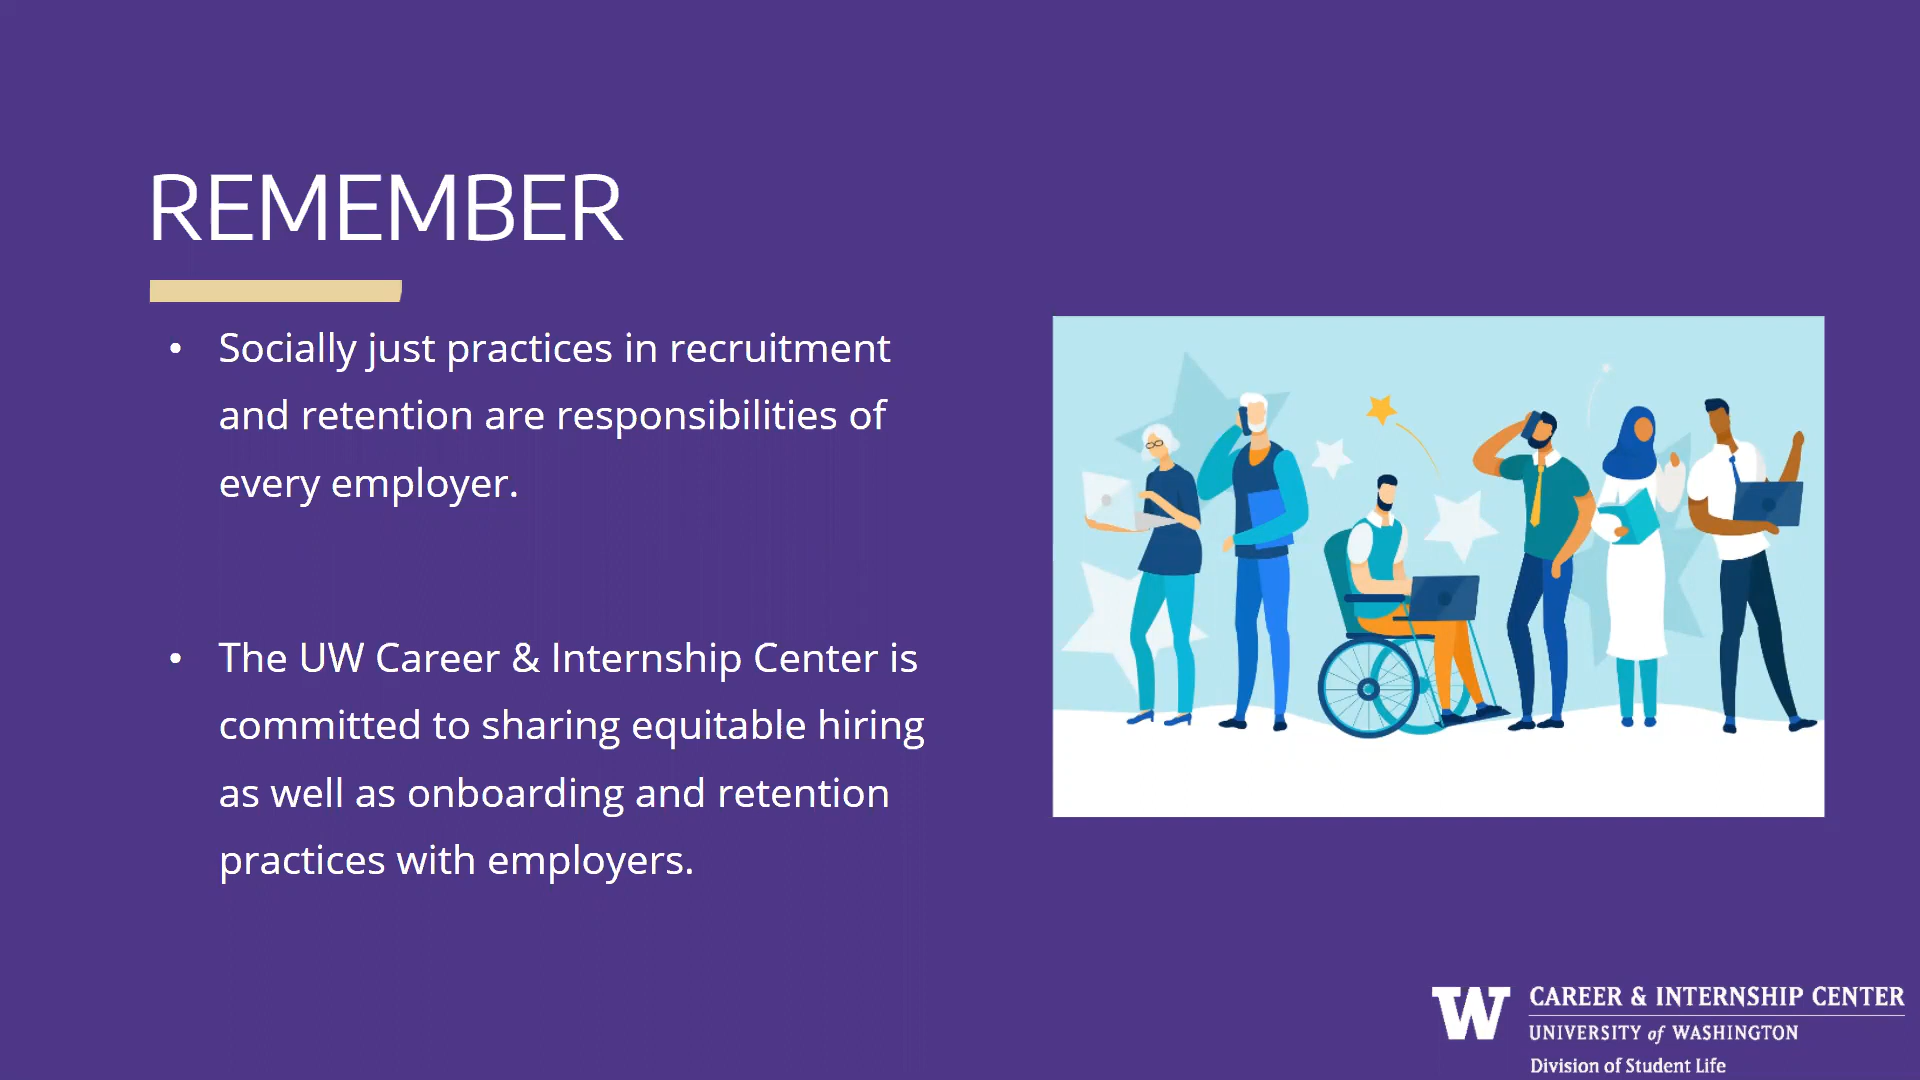 REMEMBER
• Socially just practices in recruitment
and retention are responsibilities of
every employer.
• The UW Career & Internship Center is
committed to sharing equitable hiring
as well as onboarding and retention
practices with employers.
W CAREER & INTERNSHIP CENTER
UNIVERSITY of WASHINGTON
Division of Student Life